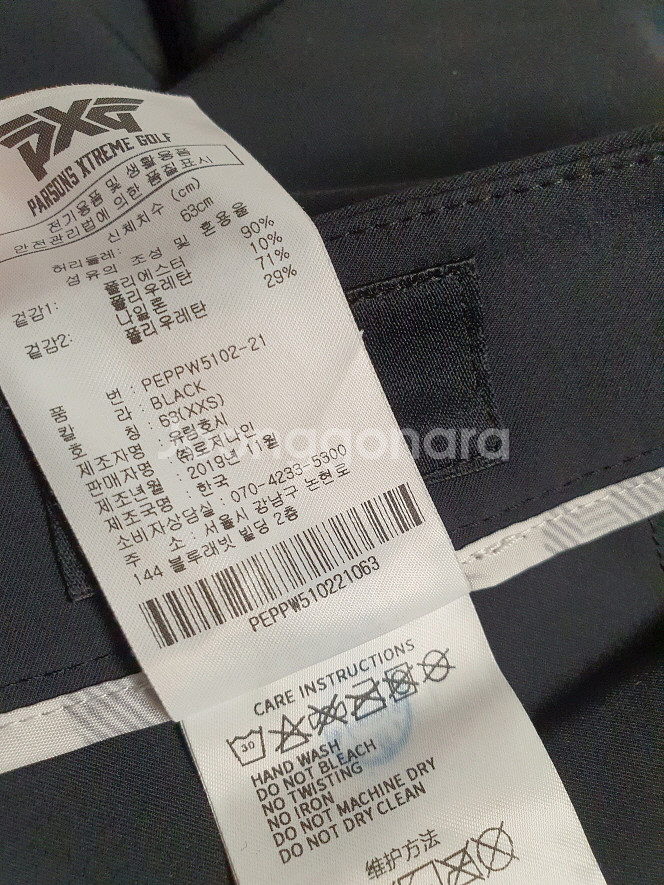 PXG
PARSONS XTREME GOLF
전기용품 및 생활용품
안전관리법에 의한 품질표시
신체치수 (cm)
허리둘레: 63cm
섬유의 조성 및 혼용율
겉감1: 폴리에스터 90%
폴리우레탄 10%
겉감2: 나일론 71%
폴리우레탄 29%
품 번 : PEPPW5102-21
칼 라 : BLACK
호 칭 : 63(XXS)
제조자명 : 유림호시
판매자명 : ㈜로저나인
제조년월 : 2019년 월
제조국명 : 한국
소비자상담실 : 070-4233-5300
주 소 : 서울시 강남구 논현로
144 블루래빗 빌딩 2층
PEPPW510221063
Joonggonara
CARE INSTRUCTIONS
30
HAND WASH
DO NOT BLEACH
NO TWISTING
NO IRON
DO NOT MACHINE DRY
DO NOT DRY CLEAN
维护方法